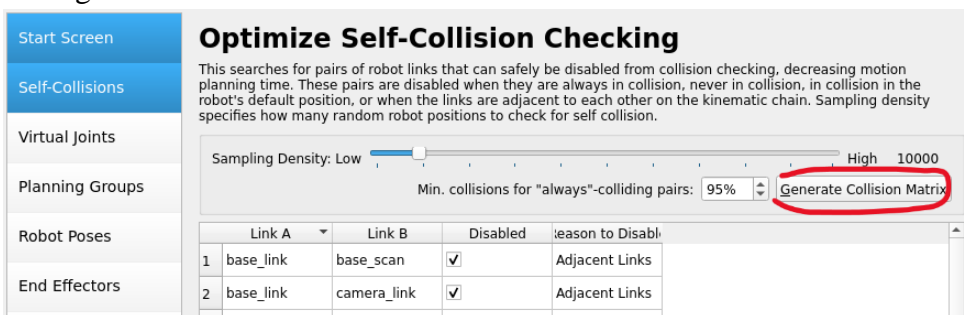 Start Screen
Self-Collisions
Virtual Joints
Planning Groups
Robot Poses
End Effectors
Optimize Self-Collision Checking
This searches for pairs of robot links that can safely be disabled from collision checking, decreasing motion
planning time. These pairs are disabled when they are always in collision, never in collision, in collision in the
robot's default position, or when the links are adjacent to each other on the kinematic chain. Sampling density
specifies how many random robot positions to check for self collision.
Sampling Density: Low High 10000
Min. collisions for "always"-colliding pairs: 95% Generate Collision Matrix
Link A Link B Disabled
1 base_link base_scan Adjacent Links
2 base_link camera_link Adjacent Links